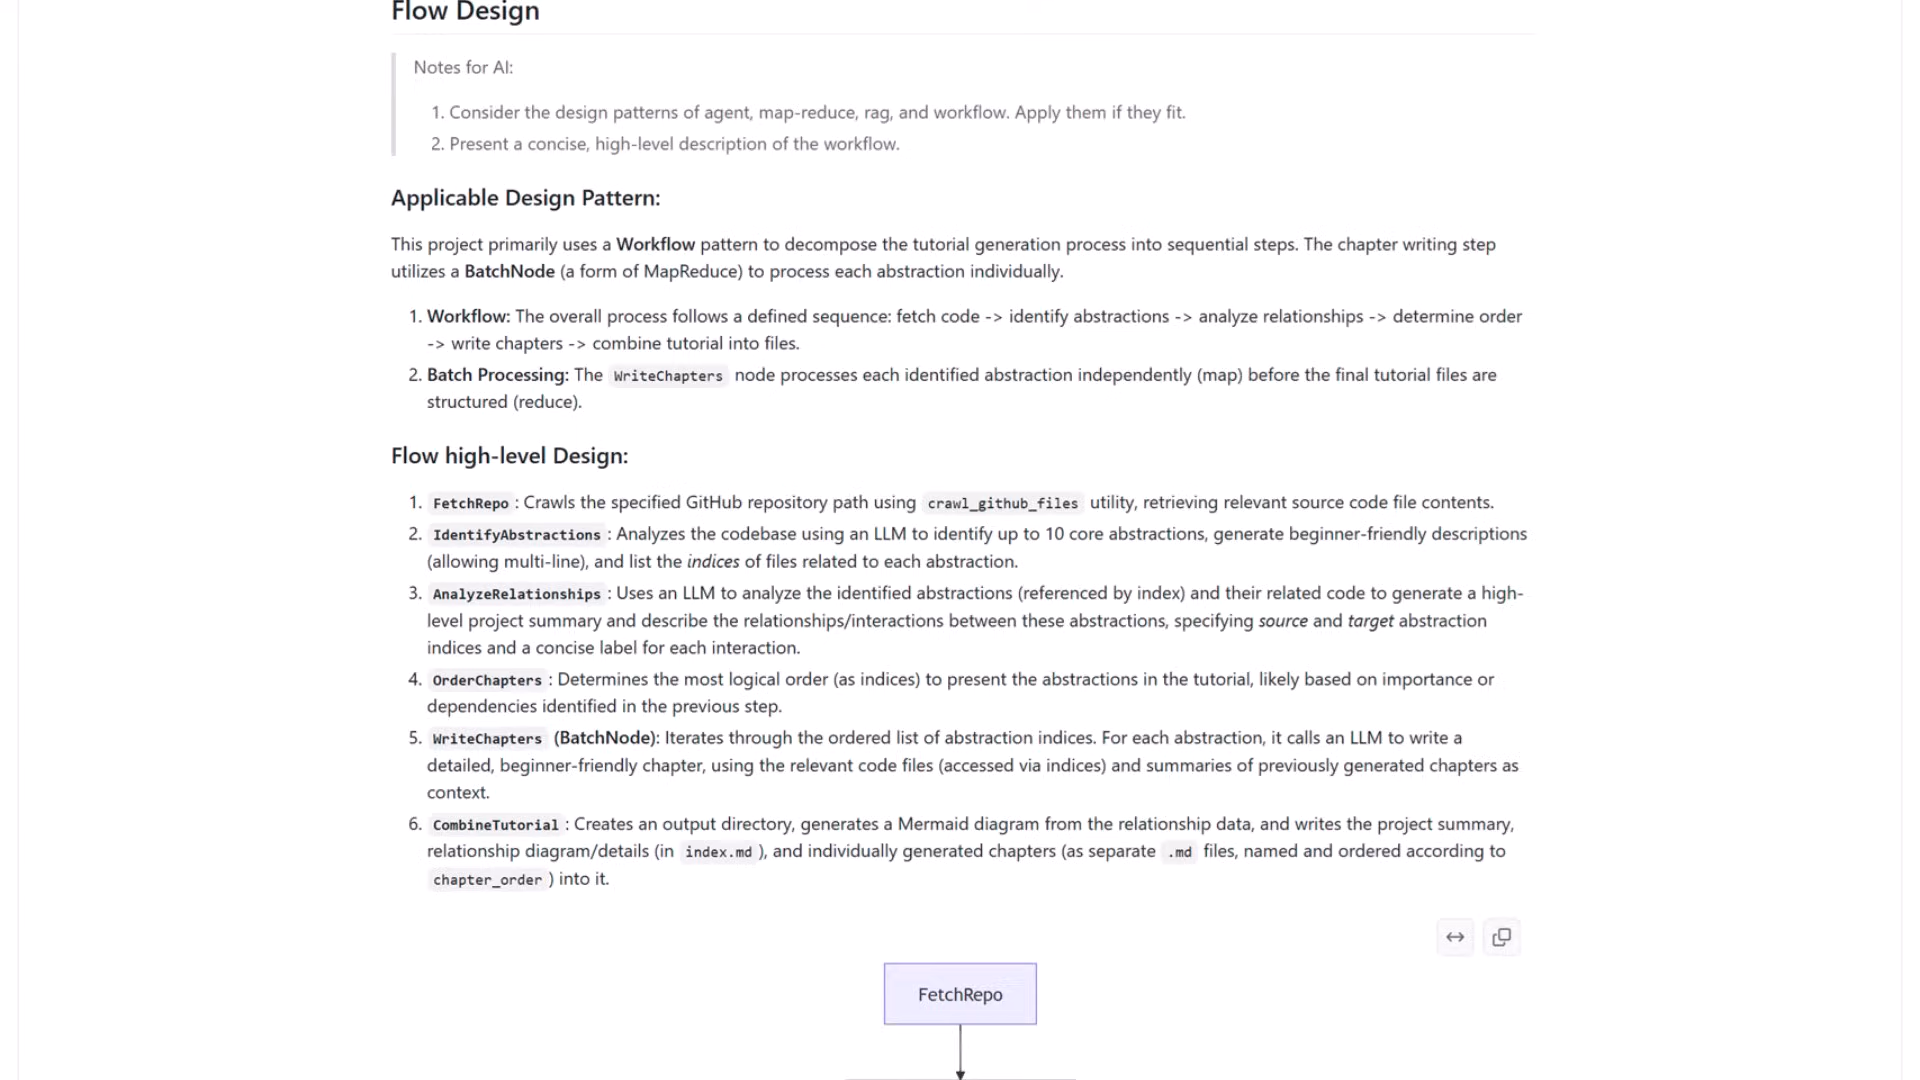 Flow Design
Notes for AI:
1. Consider the design patterns of agent, map-reduce, rag, and workflow. Apply them if they fit.
2. Present a concise, high-level description of the workflow.
Applicable Design Pattern:
This project primarily uses a Workflow pattern to decompose the tutorial generation process into sequential steps. The chapter writing step
utilizes a BatchNode (a form of MapReduce) to process each abstraction individually.
1. Workflow: The overall process follows a defined sequence: fetch code -> identify abstractions -> analyze relationships -> determine order
-> write chapters -> combine tutorial into files.
2. Batch Processing: The WriteChapters node processes each identified abstraction independently (map) before the final tutorial files are
structured (reduce).
Flow high-level Design:
1. FetchRepo : Crawls the specified GitHub repository path using crawl_github_files utility, retrieving relevant source code file contents.
2. IdentifyAbstractions : Analyzes the codebase using an LLM to identify up to 10 core abstractions, generate beginner-friendly descriptions
(allowing multi-line), and list the indices of files related to each abstraction.
3. AnalyzeRelationships : Uses an LLM to analyze the identified abstractions (referenced by index) and their related code to generate a high-
level project summary and describe the relationships/interactions between these abstractions, specifying source and target abstraction
indices and a concise label for each interaction.
4. OrderChapters : Determines the most logical order (as indices) to present the abstractions in the tutorial, likely based on importance or
dependencies identified in the previous step.
5. WriteChapters (BatchNode): Iterates through the ordered list of abstraction indices. For each abstraction, it calls an LLM to write a
detailed, beginner-friendly chapter, using the relevant code files (accessed via indices) and summaries of previously generated chapters as
context.
6. CombineTutorial : Creates an output directory, generates a Mermaid diagram from the relationship data, and writes the project summary,
relationship diagram/details (in index.md ), and individually generated chapters (as separate .md files, named and ordered according to
chapter_order ) into it.
FetchRepo